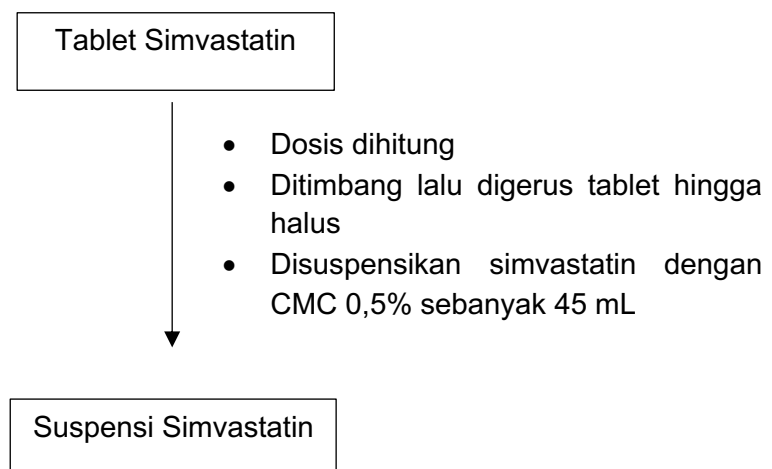 Tablet Simvastatin
• Dosis dihitung
• Ditimbang lalu digerus tablet hingga
halus
• Disuspensikan simvastatin dengan
CMC 0,5% sebanyak 45 mL
Suspensi Simvastatin